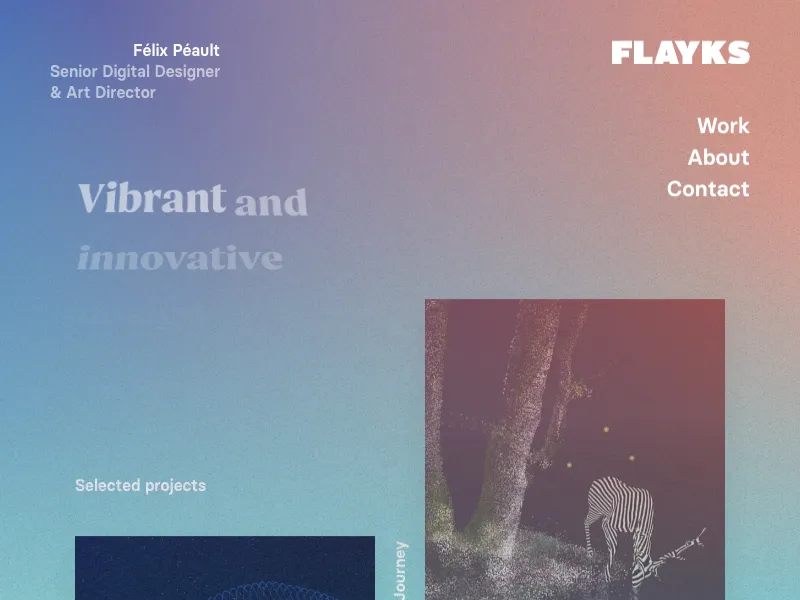 Félix Péault
Senior Digital Designer
& Art Director
FLAYKS
Work
About
Contact
Vibrant and
innovative
Selected projects
Journey